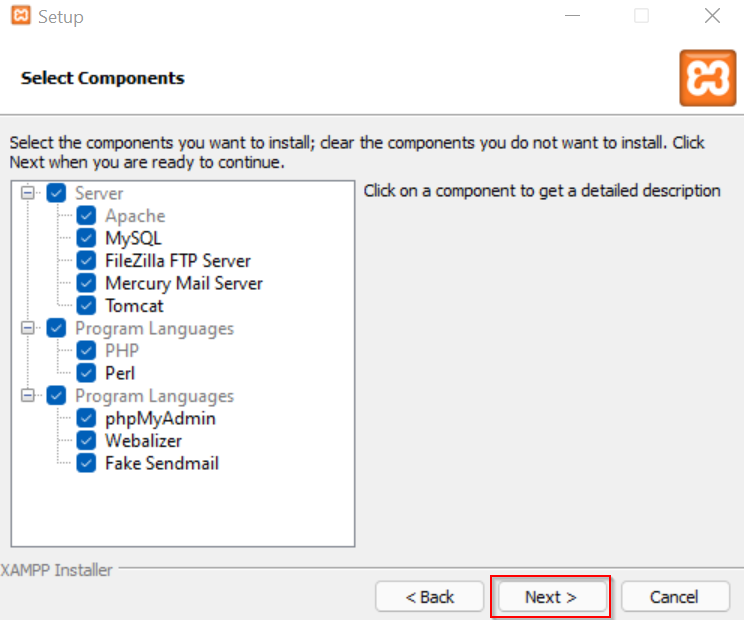 Setup
Select Components
Select the components you want to install; clear the components you do not want to install. Click
Next when you are ready to continue.
Server
Apache
MySQL
FileZilla FTP Server
Mercury Mail Server
Tomcat
Program Languages
PHP
Perl
Program Languages
phpMyAdmin
Webalizer
Fake Sendmail
Click on a component to get a detailed description
XAMPP Installer
< Back
Next >
Cancel